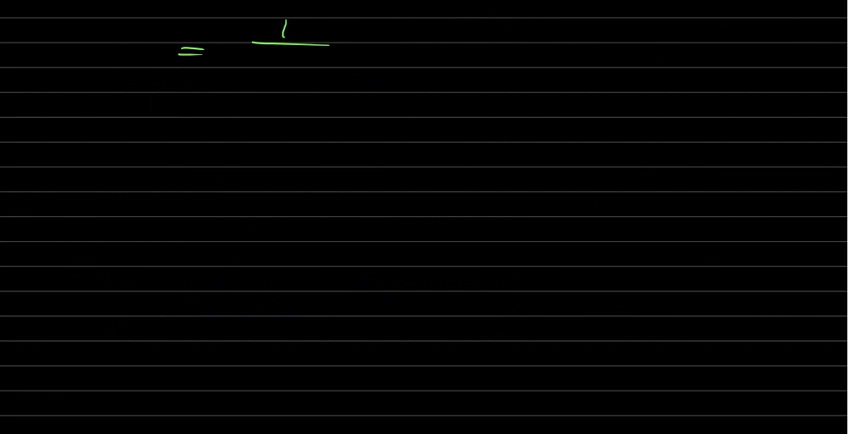 = 1/